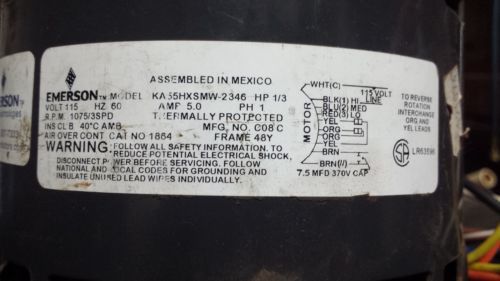 ASSEMBLED IN MEXICO
EMERSON™ MODEL KA55HXSMW-2346 HP 1/3
VOLT 115 HZ 60 AMP 5.0 PH 1
R.P.M. 1075/3SPD THERMALLY PROTECTED
INS CL B 40°C AMB. MFG. NO. C08 C
AIR OVER CONT CAT NO 1864 FRAME 48Y
WARNING: FOLLOW ALL SAFETY INFORMATION. TO
REDUCE POTENTIAL ELECTRICAL SHOCK,
DISCONNECT POWER BEFORE SERVICING. FOLLOW
NATIONAL AND LOCAL CODES FOR GROUNDING AND
INSULATE UNUSED LEAD WIRES INDIVIDUALLY.
MOTOR
WHT(C)
115 VOLT
BLK(1) HI LINE
BLU(2) MED
RED(3) LO
YEL
ORG
ORG
YEL
BRN
BRN(//)
7.5 MFD 370V CAP
TO REVERSE
ROTATION
INTERCHANGE
ORG AND
YEL LEADS
SA
ERSON